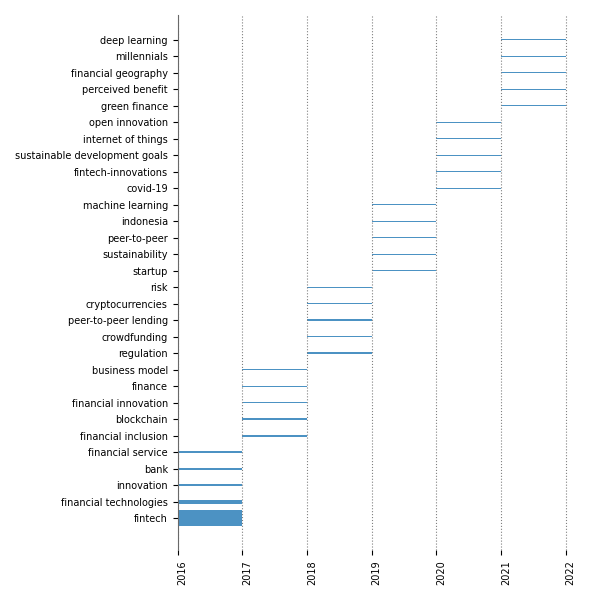 deep learning
millennials
financial geography
perceived benefit
green finance
open innovation
internet of things
sustainable development goals
fintech-innovations
covid-19
machine learning
indonesia
peer-to-peer
sustainability
startup
risk
cryptocurrencies
peer-to-peer lending
crowdfunding
regulation
business model
finance
financial innovation
blockchain
financial inclusion
financial service
bank
innovation
financial technologies
fintech
2016
2017
2018
2019
2020
2021
2022